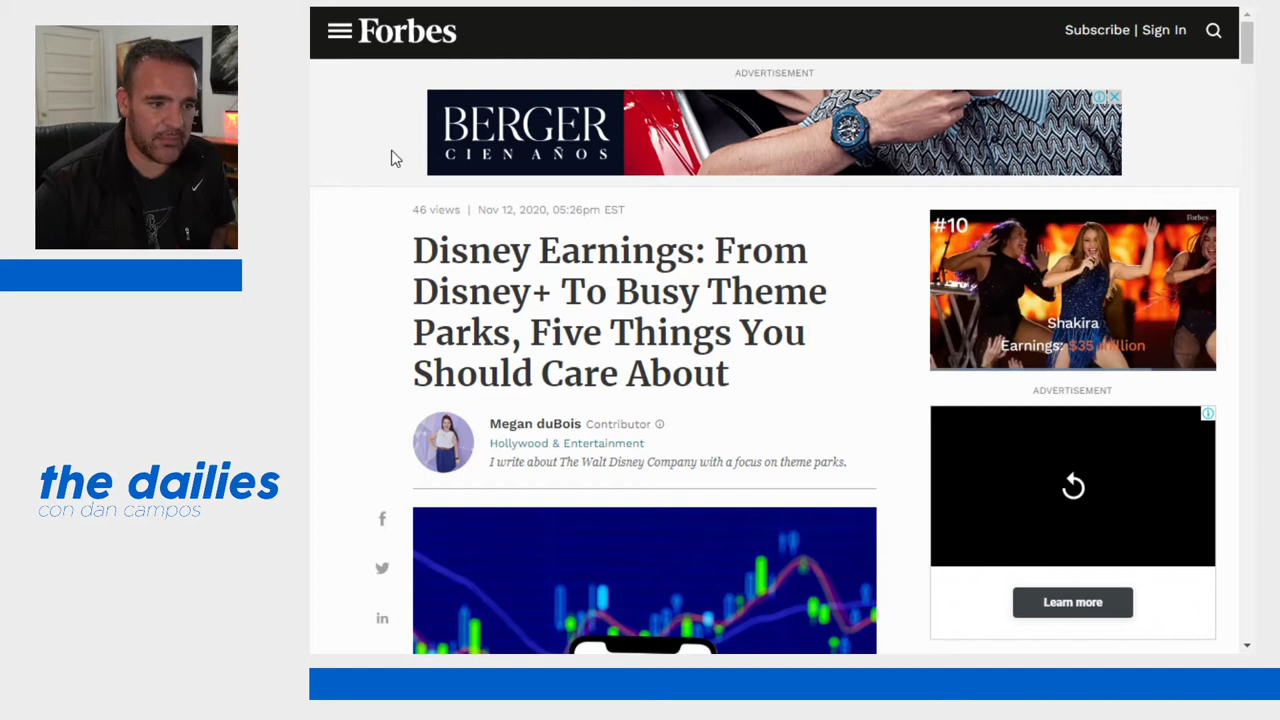 Forbes
Subscribe | Sign In
ADVERTISEMENT
BERGER
CIEN AÑOS
46 views | Nov 12, 2020, 05:26pm EST
Disney Earnings: From
Disney+ To Busy Theme
Parks, Five Things You
Should Care About
Megan duBois Contributor
Hollywood & Entertainment
I write about The Walt Disney Company with a focus on theme parks.
#10
Forbes
Shakira
Earnings: $35 million
ADVERTISEMENT
Learn more
the dailies
con dan campos